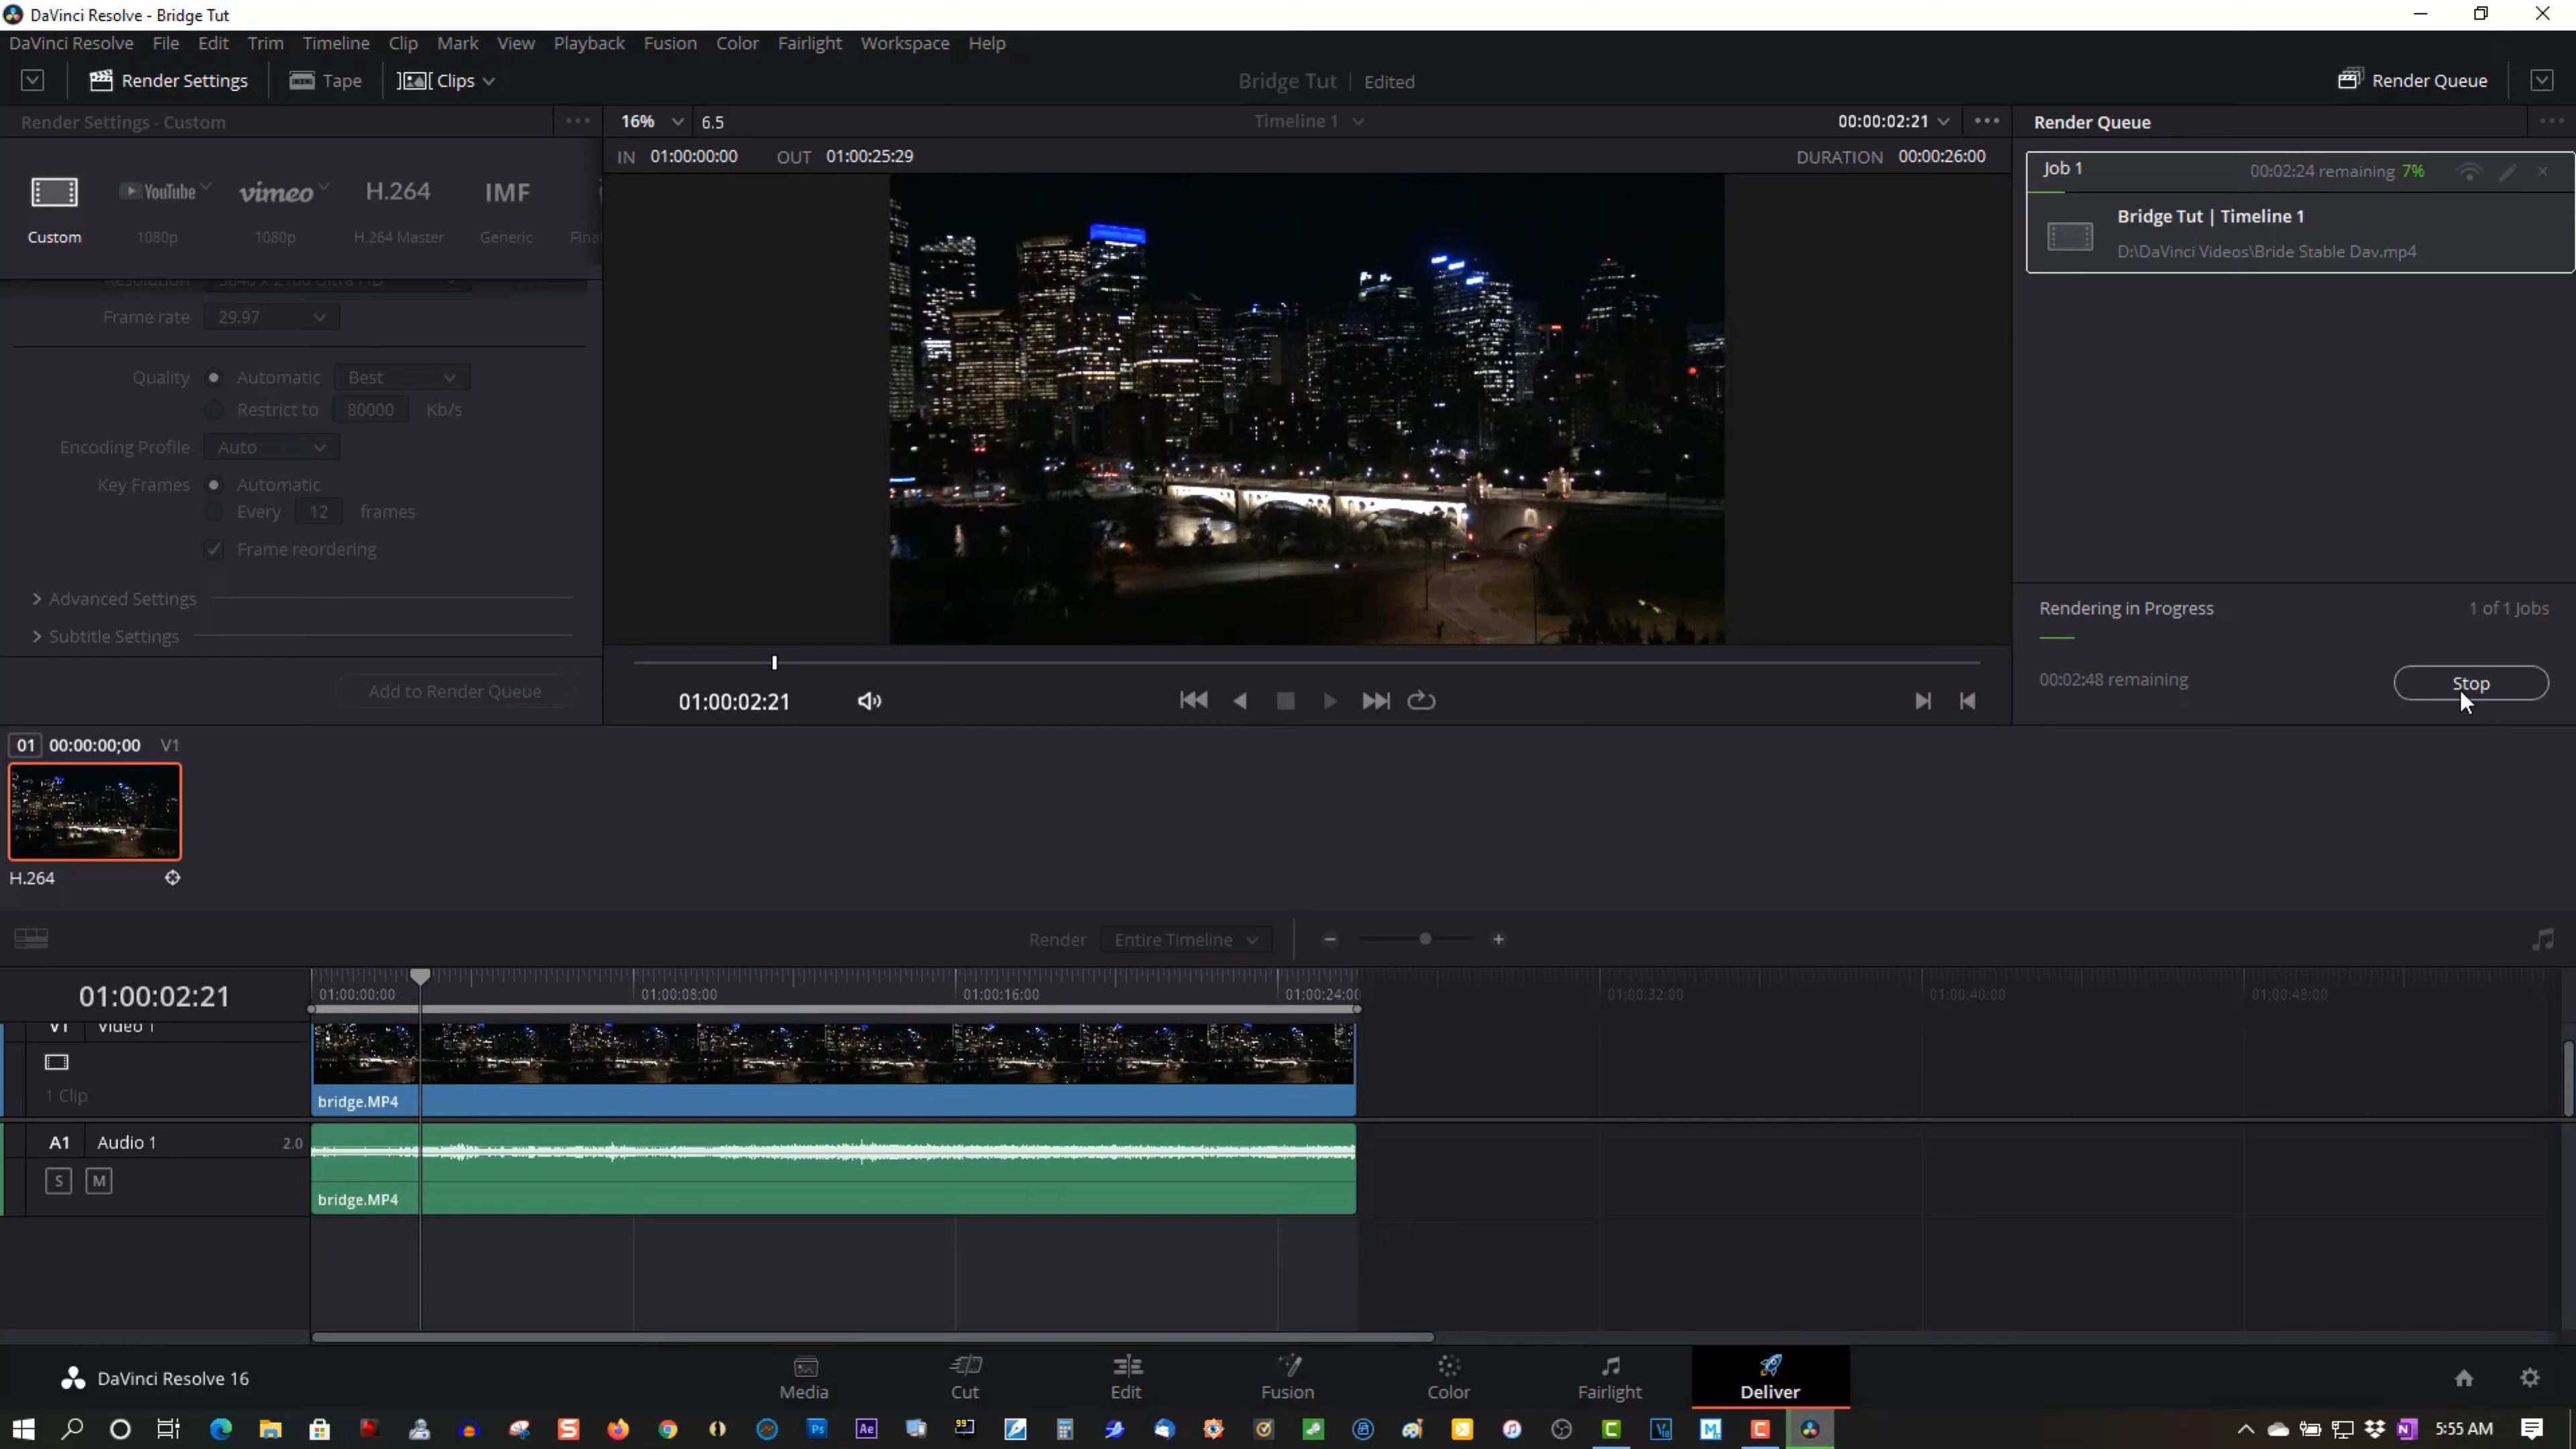 DaVinci Resolve - Bridge Tut
DaVinci Resolve File Edit Trim Timeline Clip Mark View Playback Fusion Color Fairlight Workspace Help
Render Settings Tape Clips Bridge Tut Edited Render Queue
Render Settings - Custom 16% 6.5 Timeline 1 00:00:02:21 Render Queue
IN 01:00:00:00 OUT 01:00:25:29 DURATION 00:00:26:00
Job 1 00:02:24 remaining 7%
YouTube vimeo H.264 IMF
Custom 1080p 1080p H.264 Master Generic Fina
Bridge Tut | Timeline 1
D:\DaVinci Videos\Bride Stable Dav.mp4
Resolution 3840 x 2160 Ultra HD
Frame rate 29.97
Quality Automatic Best
Restrict to 80000 Kb/s
Encoding Profile Auto
Key Frames Automatic
Every 12 frames
Frame reordering
Advanced Settings
Subtitle Settings
Add to Render Queue
01:00:02:21
Rendering in Progress 1 of 1 Jobs
00:02:48 remaining Stop
01 00:00:00;00 V1
H.264
Render Entire Timeline
01:00:02:21 01:00:00:00 01:00:08:00 01:00:16:00 01:00:24:00 01:00:32:00 01:00:40:00 01:00:48:00
V1 Video 1
1 Clip
bridge.MP4
A1 Audio 1 2.0
S M
bridge.MP4
DaVinci Resolve 16 Media Cut Edit Fusion Color Fairlight Deliver
5:55 AM